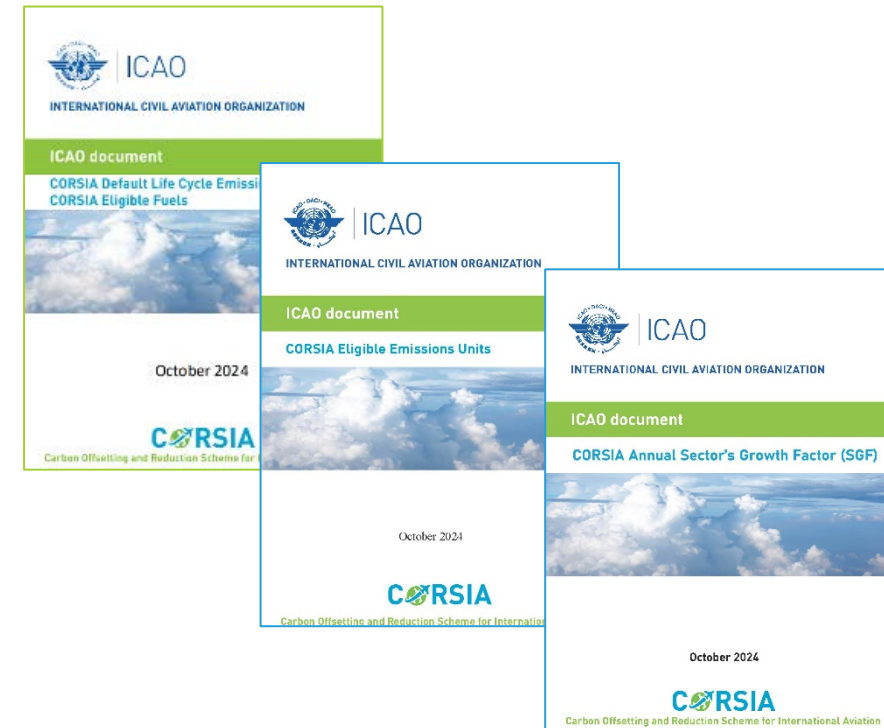 ICAO
INTERNATIONAL CIVIL AVIATION ORGANIZATION
ICAO document
CORSIA Default Life Cycle Emissi
CORSIA Eligible Fuels
October 2024
CORSIA
Carbon Offsetting and Reduction Scheme for
ICAO
INTERNATIONAL CIVIL AVIATION ORGANIZATION
ICAO document
CORSIA Eligible Emissions Units
October 2024
CORSIA
Carbon Offsetting and Reduction Scheme for Internatio
ICAO
INTERNATIONAL CIVIL AVIATION ORGANIZATION
ICAO document
CORSIA Annual Sector's Growth Factor (SGF)
October 2024
CORSIA
Carbon Offsetting and Reduction Scheme for International Aviation